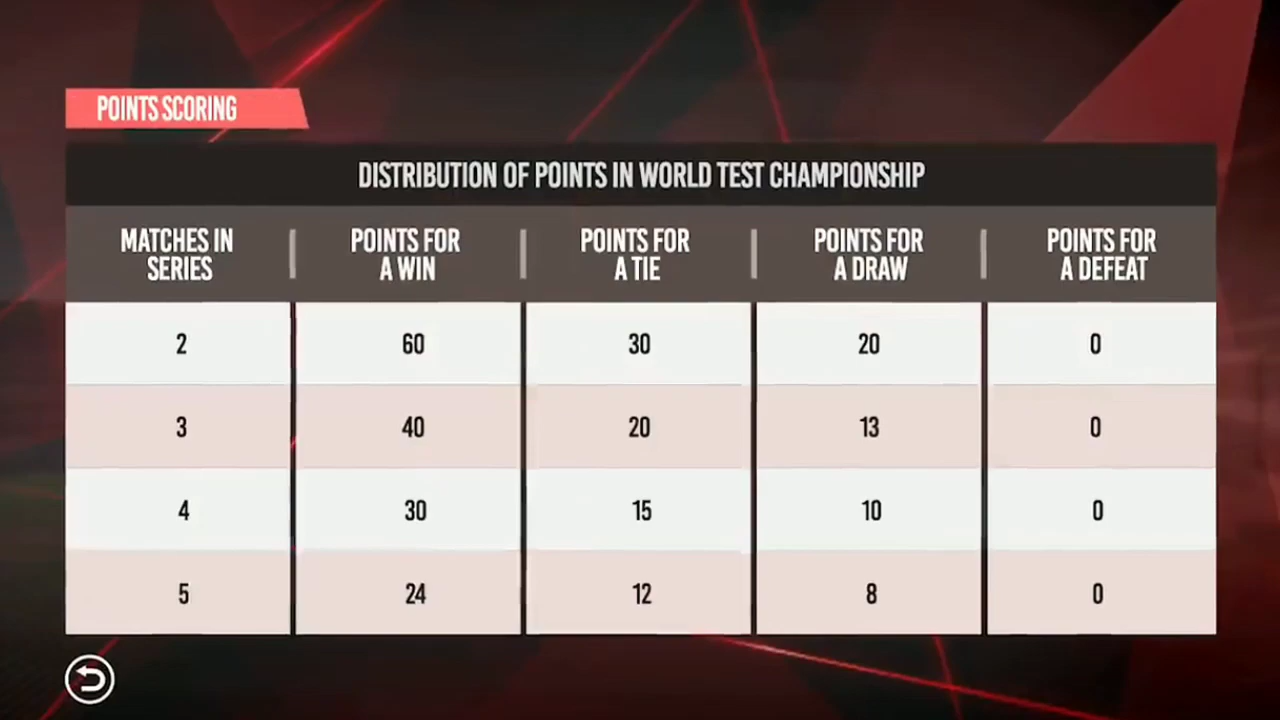 POINTS SCORING
DISTRIBUTION OF POINTS IN WORLD TEST CHAMPIONSHIP
MATCHES IN SERIES | POINTS FOR A WIN | POINTS FOR A TIE | POINTS FOR A DRAW | POINTS FOR A DEFEAT
2 60 30 20 0
3 40 20 13 0
4 30 15 10 0
5 24 12 8 0